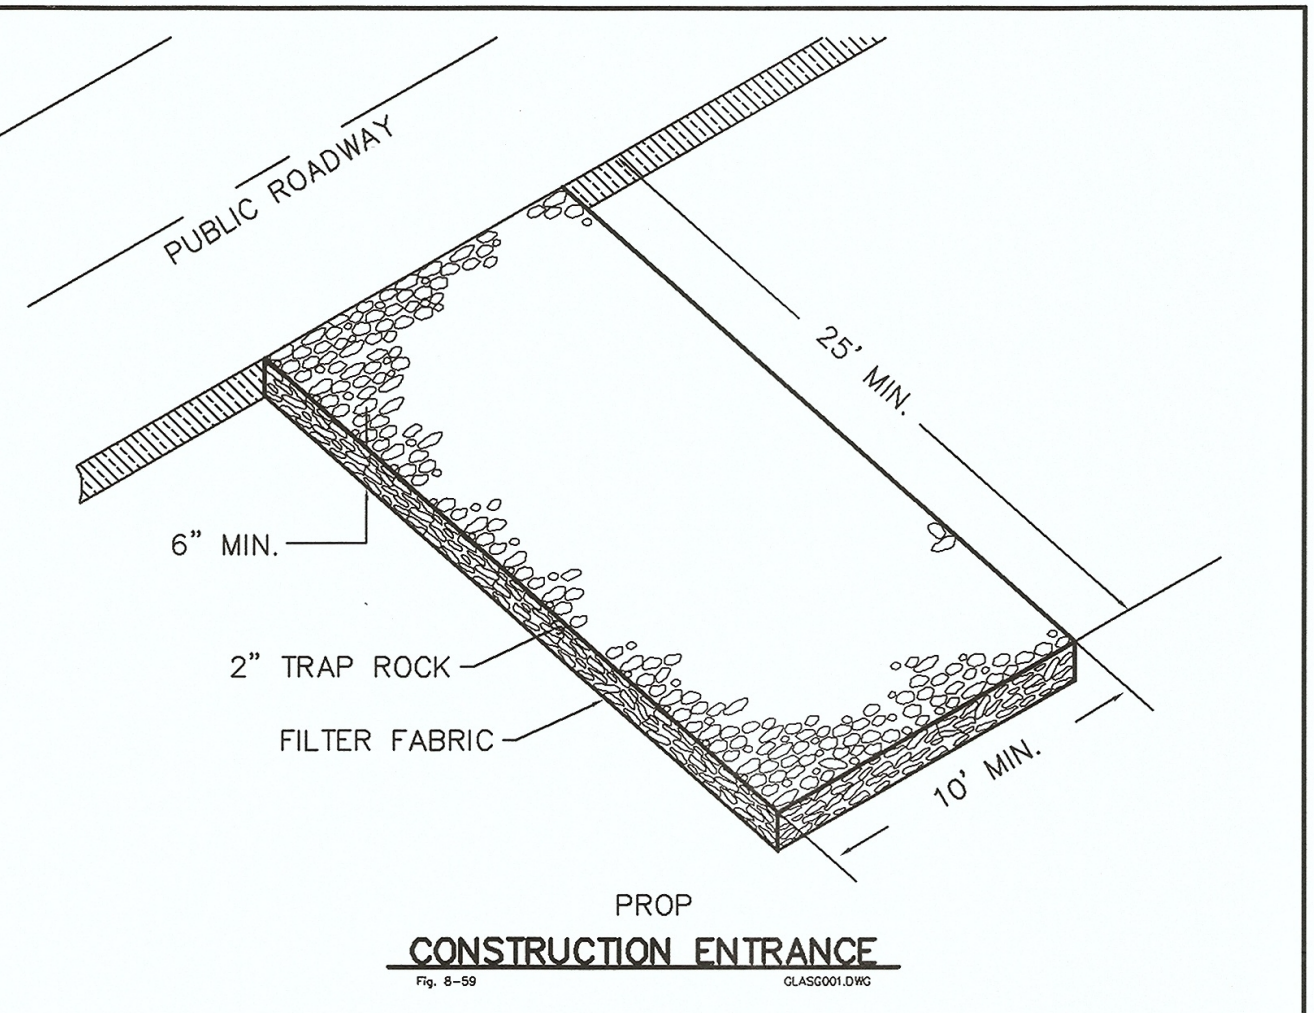 PUBLIC ROADWAY
25' MIN.
6" MIN.
2" TRAP ROCK
FILTER FABRIC
10' MIN.
PROP
CONSTRUCTION ENTRANCE
Fig. 8-59 GLASG001.DWG